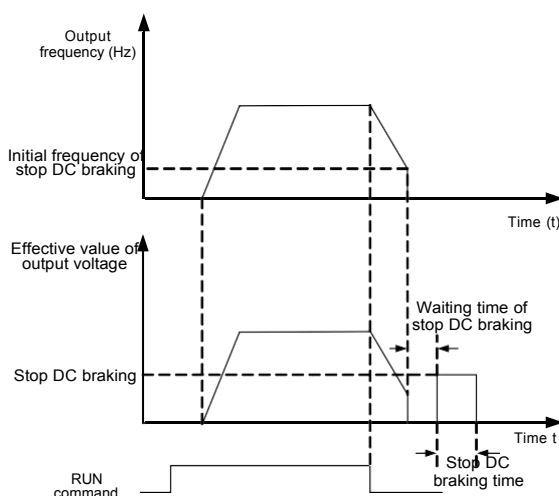 Output
frequency (Hz)
Initial frequency of
stop DC braking
Time (t)
Effective value of
output voltage
Waiting time of
stop DC braking
Stop DC braking
Time t
Stop DC
braking time
RUN
command